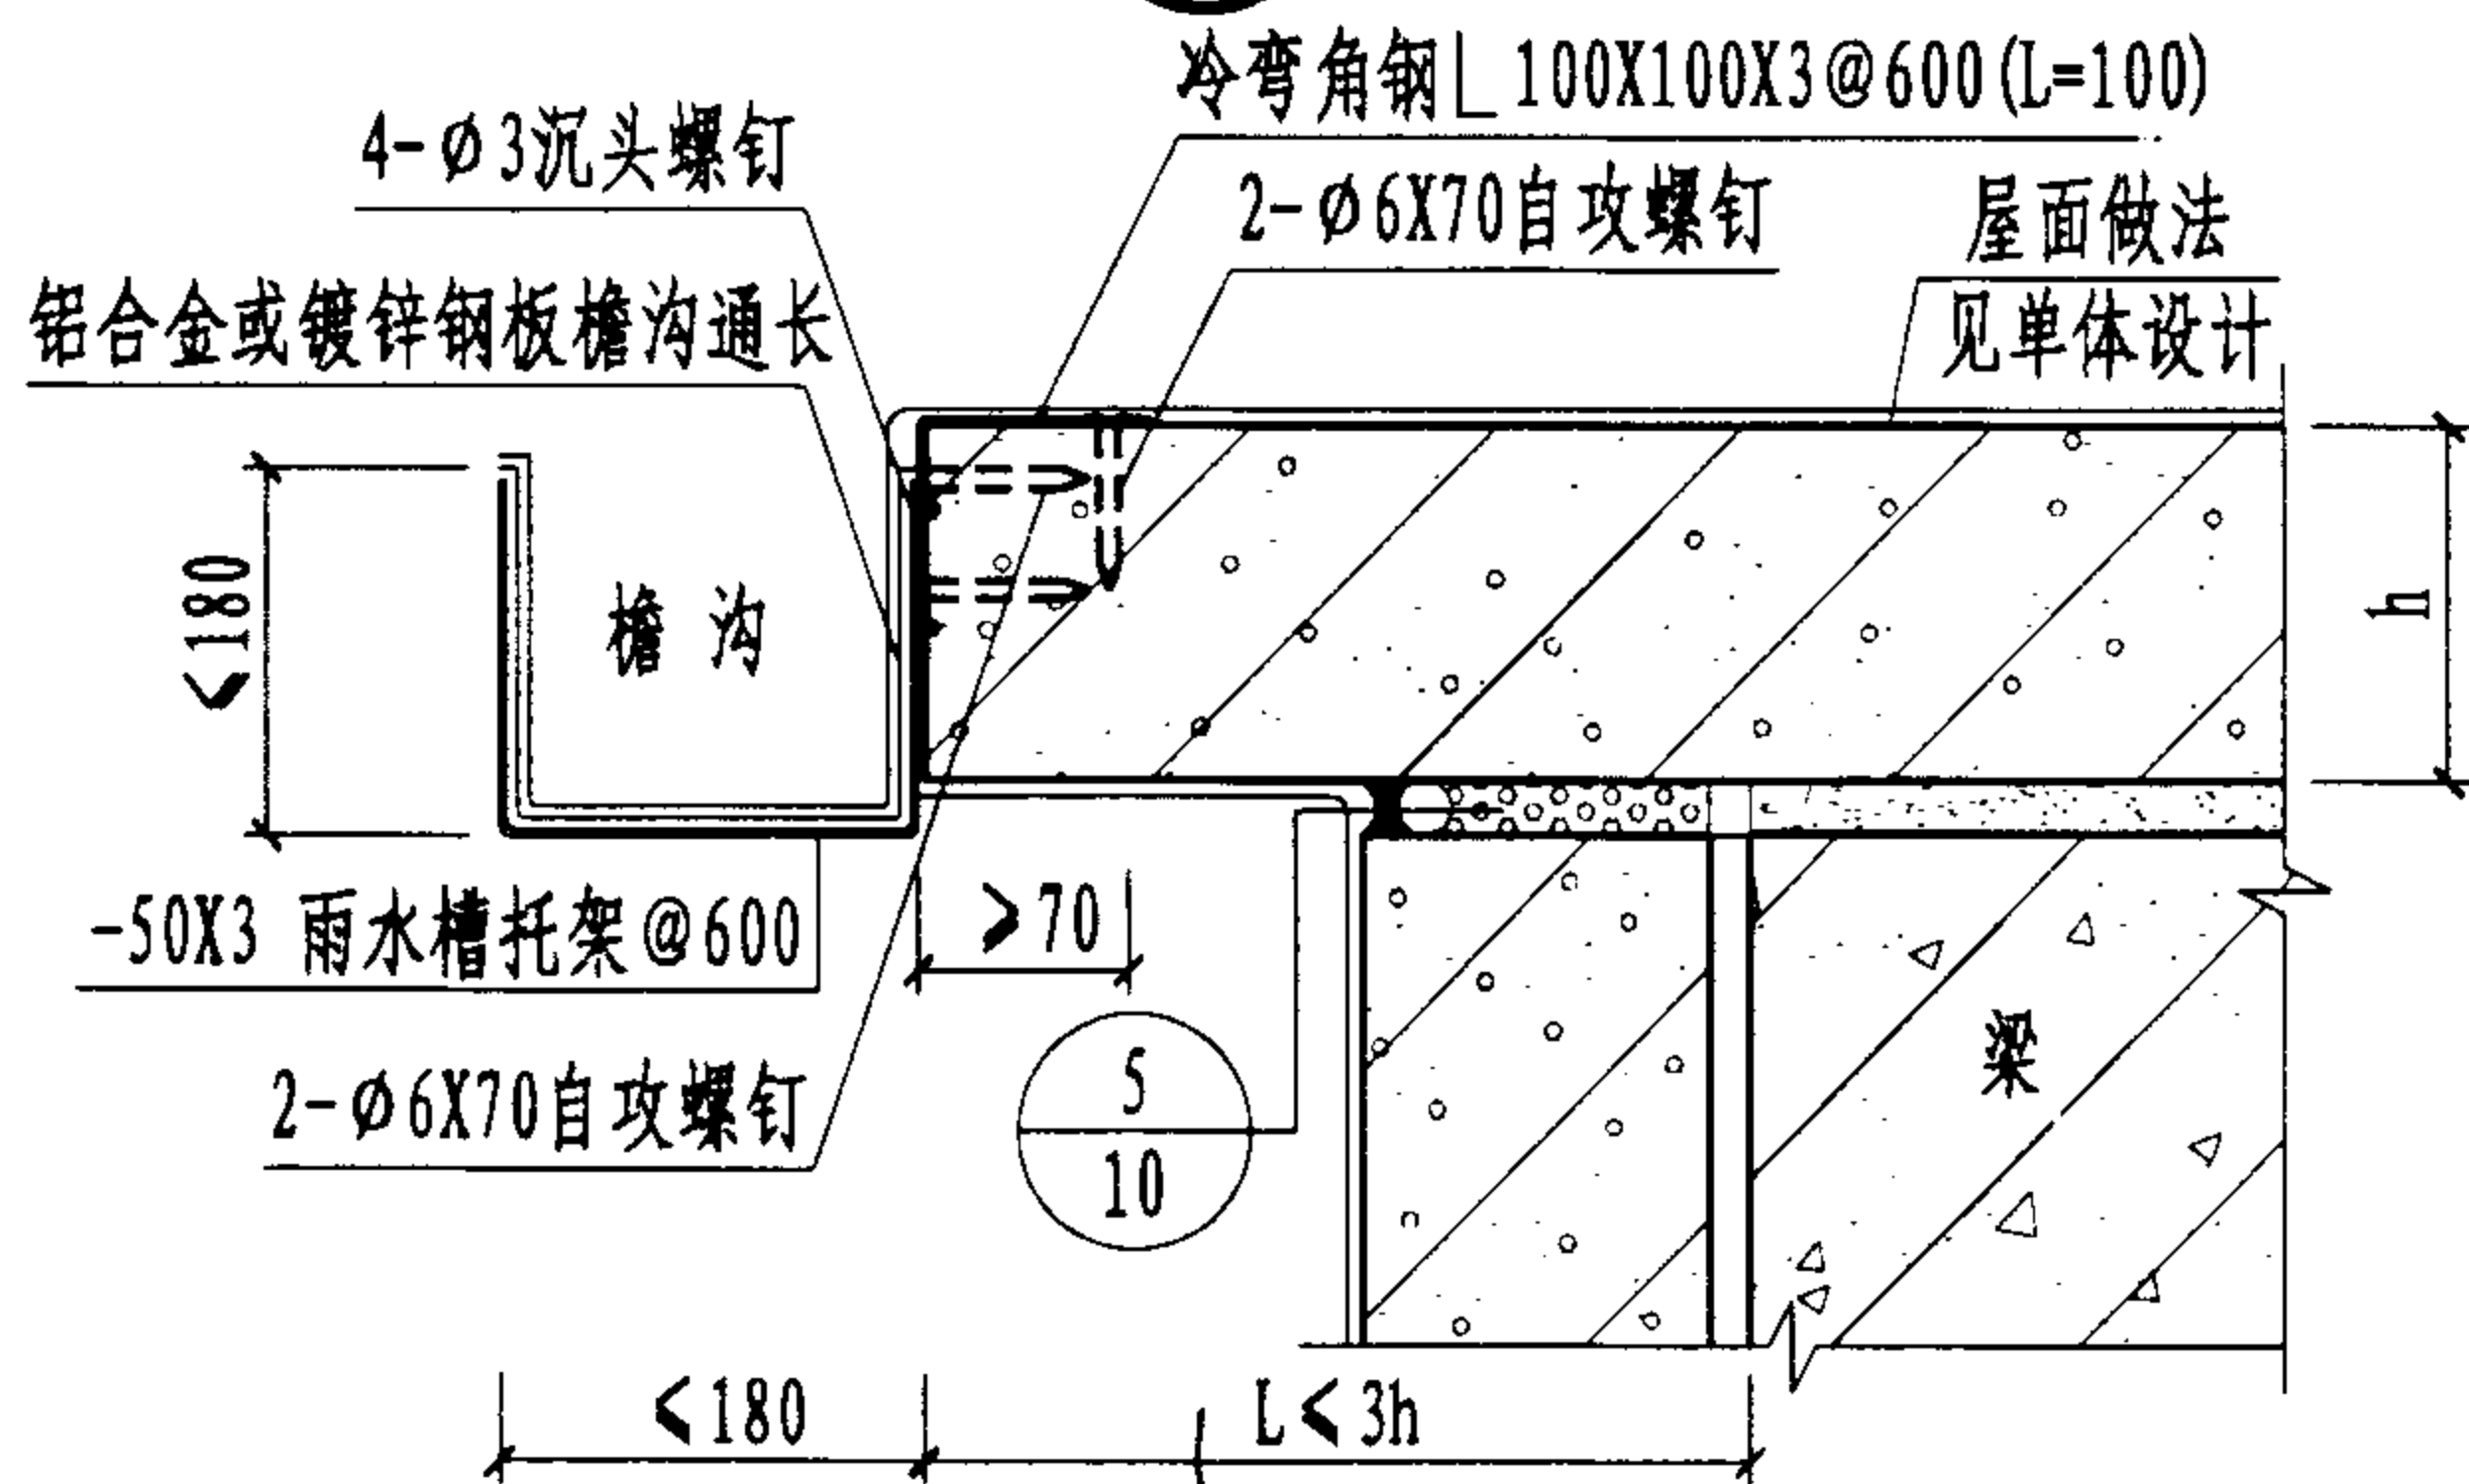 冷弯角钢∟100X100X3@600(L=100)
4-Φ3沉头螺钉
2-Φ6X70自攻螺钉
屋面做法
见单体设计
铝合金或镀锌钢板檐沟通长
<180
檐沟
h
-50X3 雨水槽托架@600
>70
2-Φ6X70自攻螺钉
5
10
梁
<180
L<3h